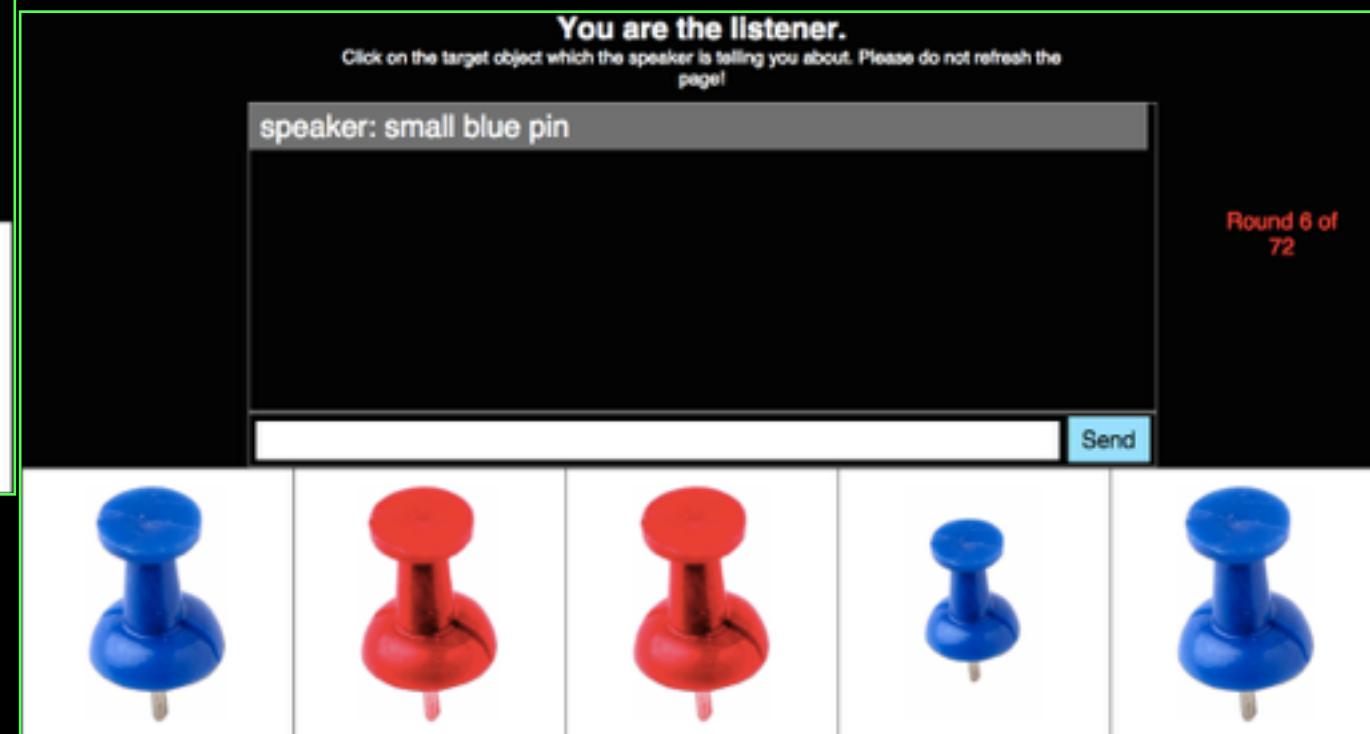 You are the listener.
Click on the target object which the speaker is telling you about. Please do not refresh the
page!
speaker: small blue pin
Round 6 of
72
Send